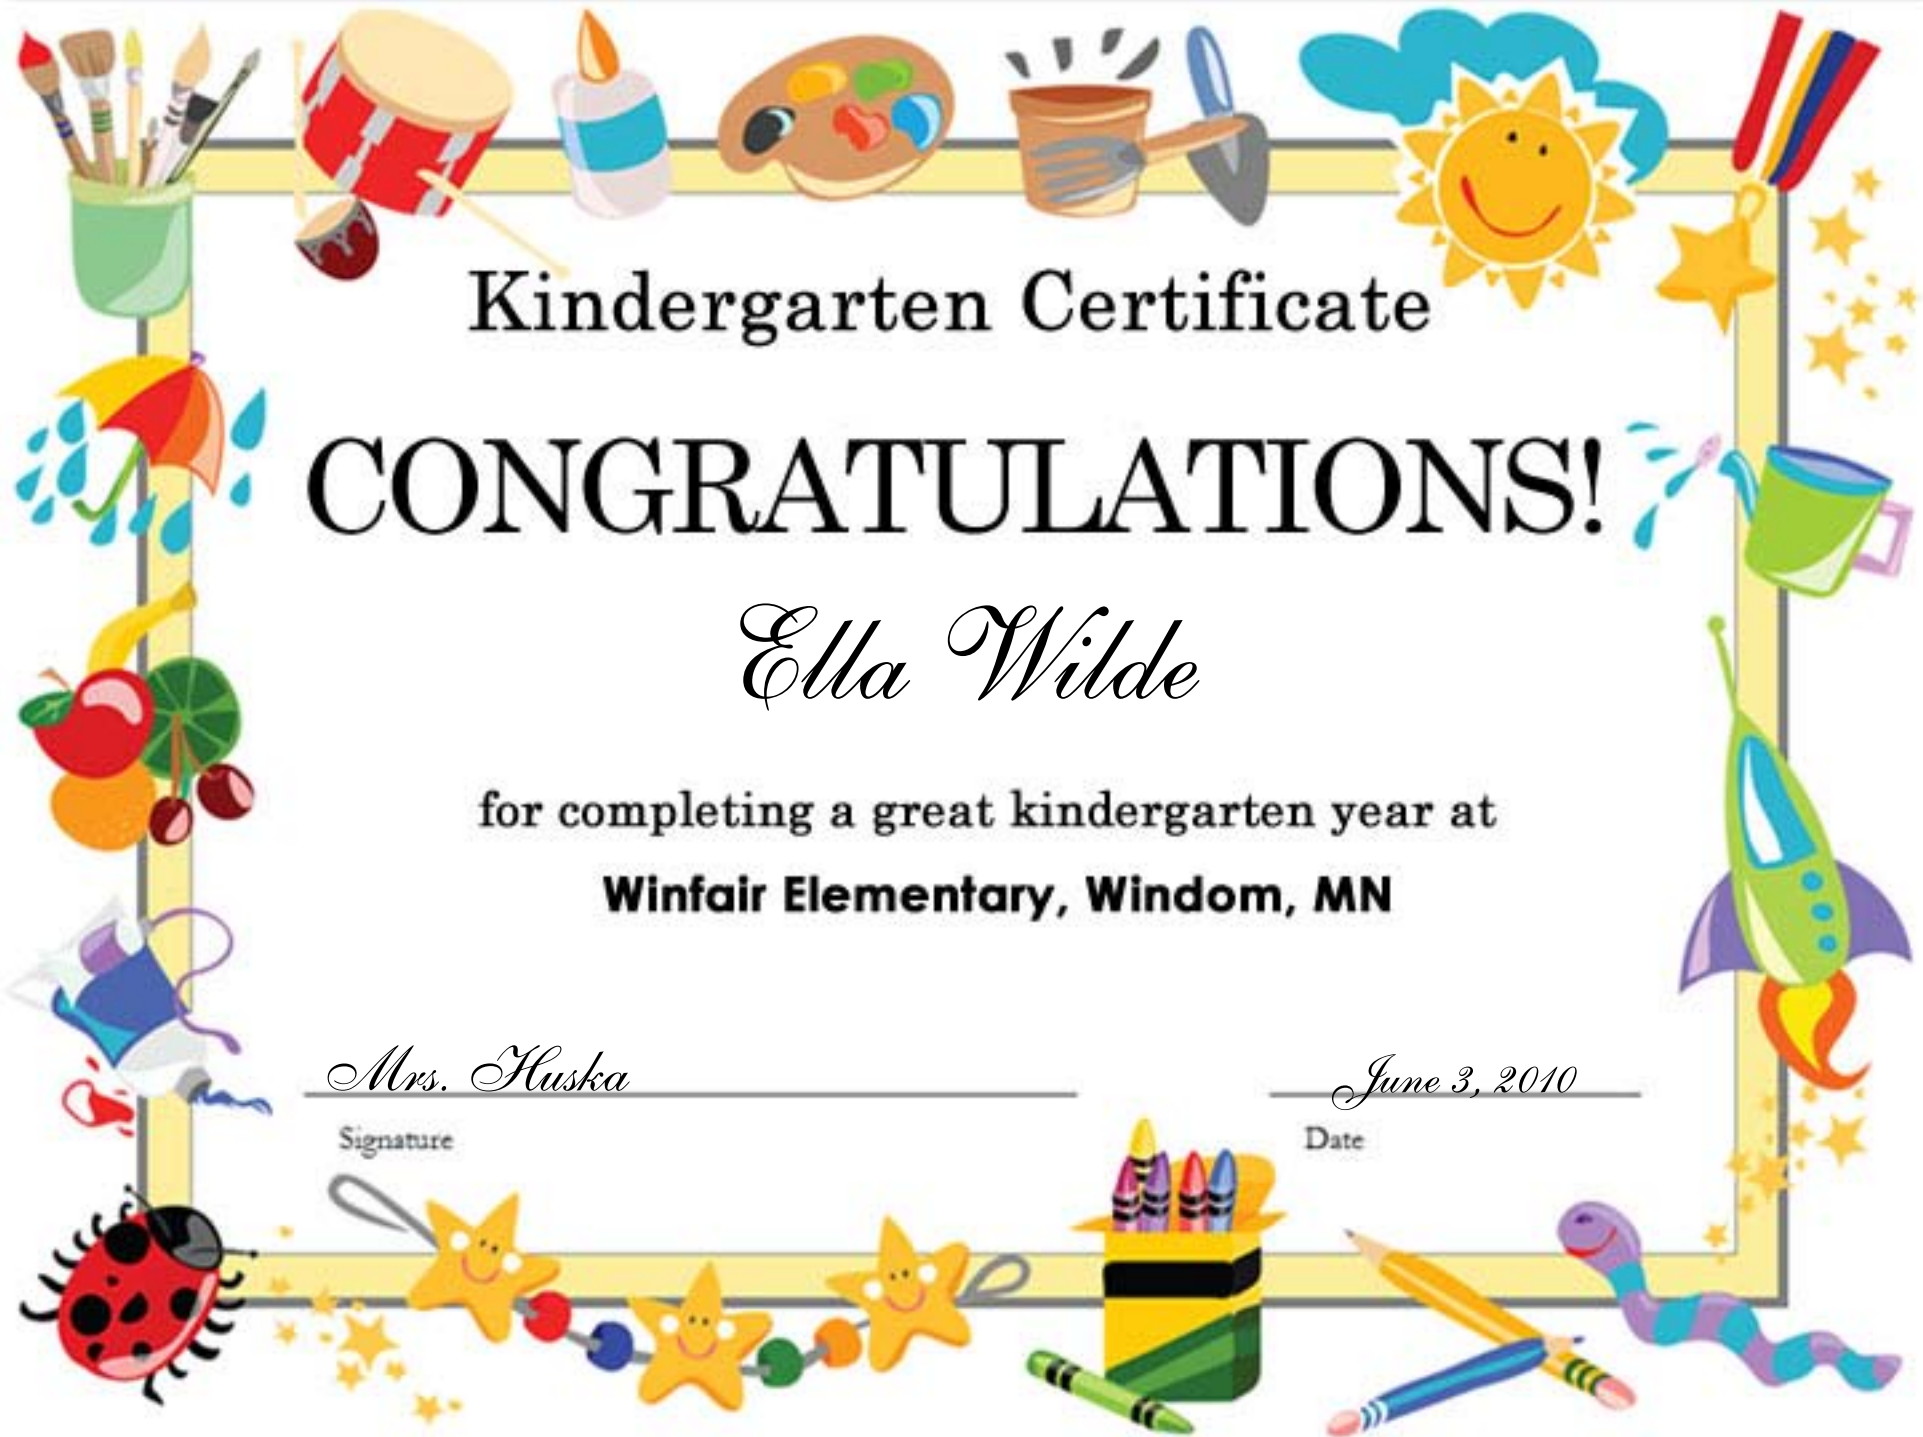 Kindergarten Certificate
CONGRATULATIONS!
Ella Wilde
for completing a great kindergarten year at
Winfair Elementary, Windom, MN
Mrs. Huska
June 3, 2010
Signature
Date